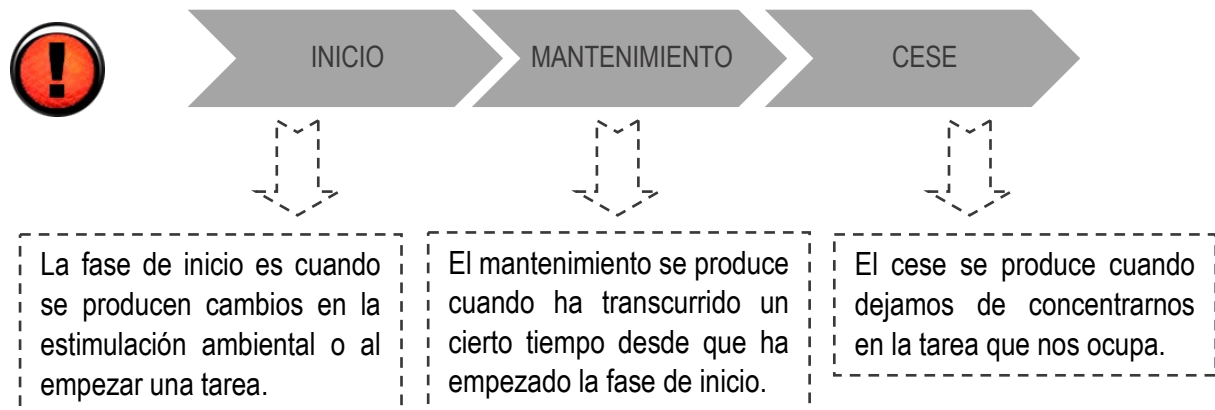 INICIO
MANTENIMIENTO
CESE
La fase de inicio es cuando
se producen cambios en la
estimulación ambiental o al
empezar una tarea.
El mantenimiento se produce
cuando ha transcurrido un
cierto tiempo desde que ha
empezado la fase de inicio.
El cese se produce cuando
dejamos de concentrarnos
en la tarea que nos ocupa.